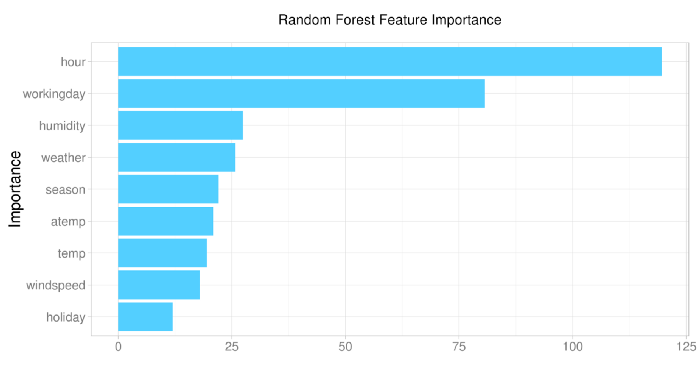 Random Forest Feature Importance
Importance
hour
workingday
humidity
weather
season
atemp
temp
windspeed
holiday
0 25 50 75 100 125